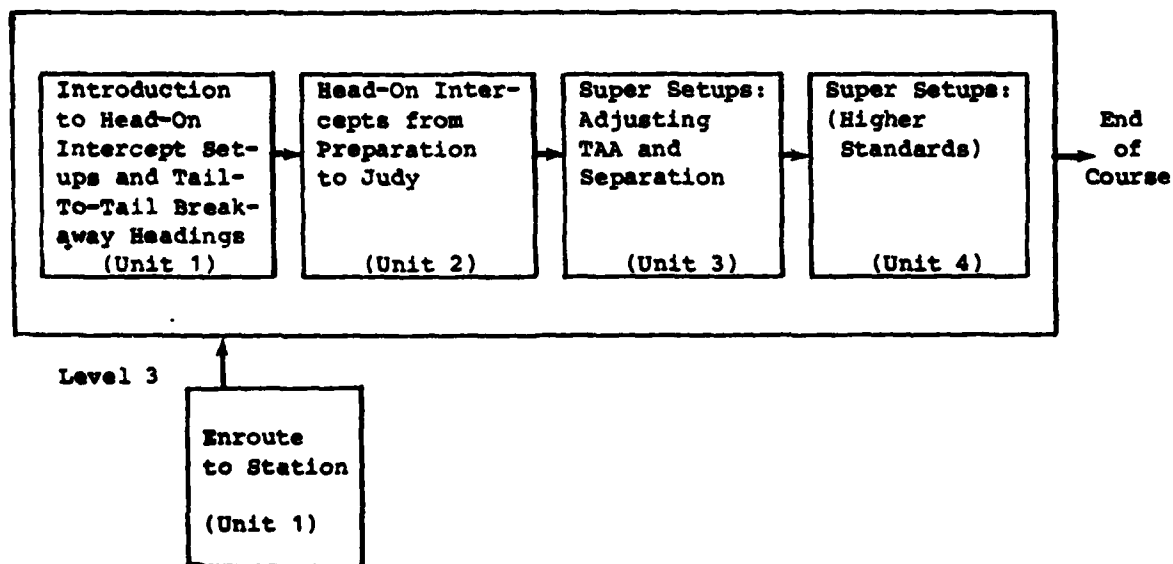 Introduction
to Head-On
Intercept Set-
ups and Tail-
To-Tail Break-
away Headings
(Unit 1)
Head-On Inter-
cepts from
Preparation
to Judy
(Unit 2)
Super Setups:
Adjusting
TAA and
Separation
(Unit 3)
Super Setups:
(Higher
Standards)
(Unit 4)
End
of
Course
Level 3
Enroute
to Station
(Unit 1)